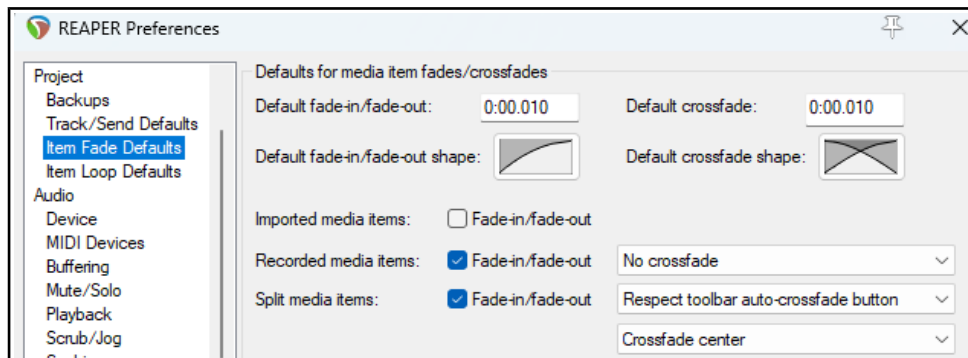 REAPER Preferences
Project
Backups
Track/Send Defaults
Item Fade Defaults
Item Loop Defaults
Audio
Device
MIDI Devices
Buffering
Mute/Solo
Playback
Scrub/Jog
Defaults for media item fades/crossfades
Default fade-in/fade-out: 0:00.010 Default crossfade: 0:00.010
Default fade-in/fade-out shape: Default crossfade shape:
Imported media items: Fade-in/fade-out
Recorded media items: Fade-in/fade-out No crossfade
Split media items: Fade-in/fade-out Respect toolbar auto-crossfade button
Crossfade center